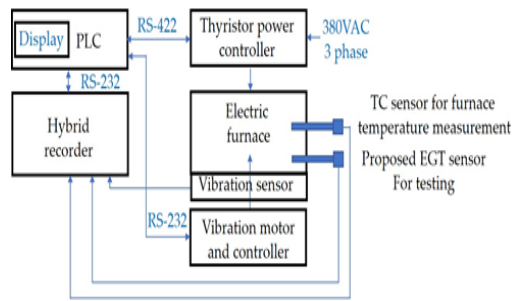 Display PLC
RS-422
Thyristor power
controller
380VAC
3 phase
RS-232
Hybrid
recorder
Electric
furnace
TC sensor for furnace
temperature measurement
Proposed EGT sensor
For testing
Vibration sensor
RS-232
Vibration motor
and controller